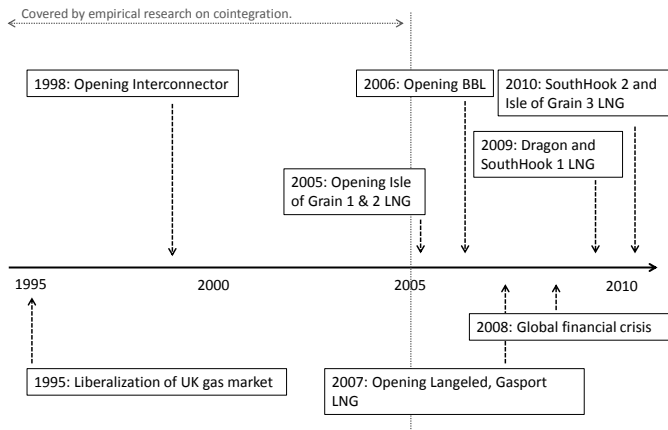 Covered by empirical research on cointegration.
1998: Opening Interconnector
2006: Opening BBL
2010: SouthHook 2 and
Isle of Grain 3 LNG
2009: Dragon and
SouthHook 1 LNG
2005: Opening Isle
of Grain 1 & 2 LNG
1995
2000
2005
2010
2008: Global financial crisis
1995: Liberalization of UK gas market
2007: Opening Langeled, Gasport
LNG